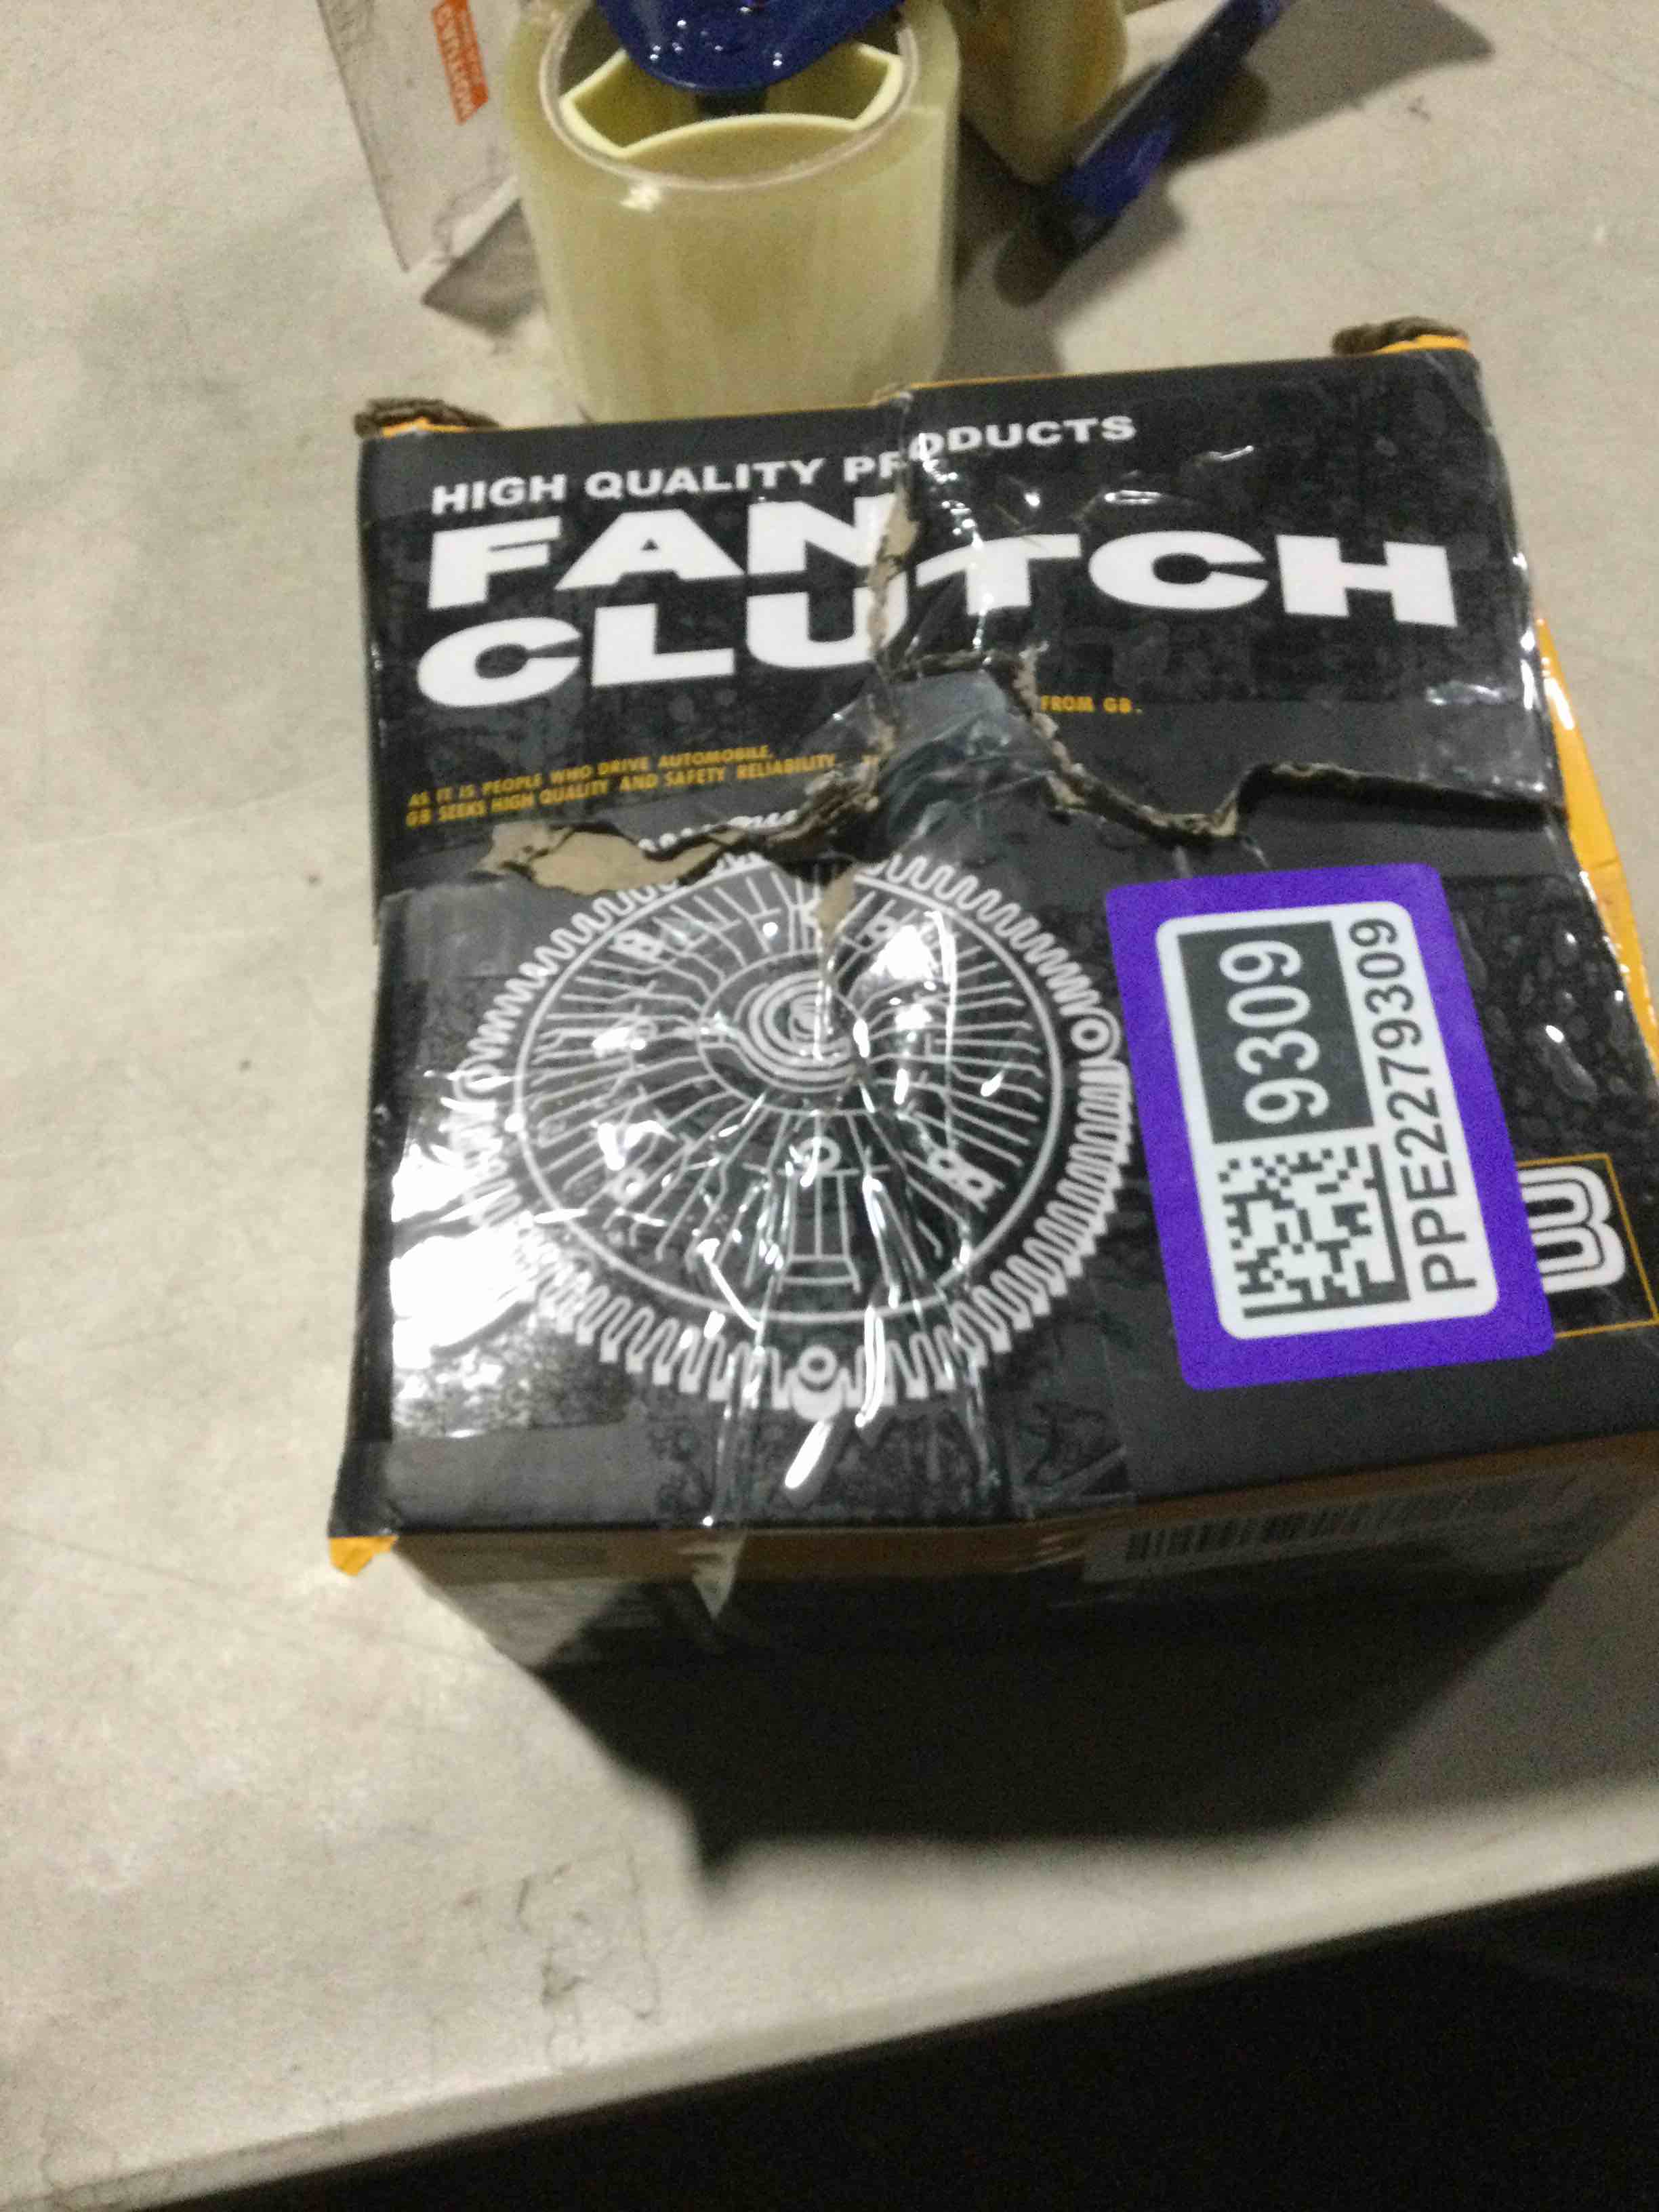 HIGH QUALITY PRODUCTS
FAN
CLUTCH
FROM GB.
AS IT IS PEOPLE WHO DRIVE AUTOMOBILE.
GB SEEKS HIGH QUALITY AND SAFETY RELIABILITY.
9309
PPE2279309